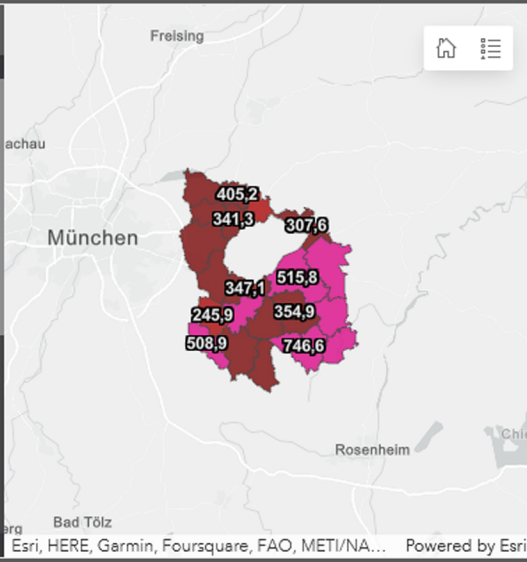 Freising
achau
405,2
341,3
307,6
München
515,8
347,1
354,9
245,9
508,9
746,6
Rosenheim
Chi
Bad Tölz
erg
Esri, HERE, Garmin, Foursquare, FAO, METI/NA... Powered by Esri